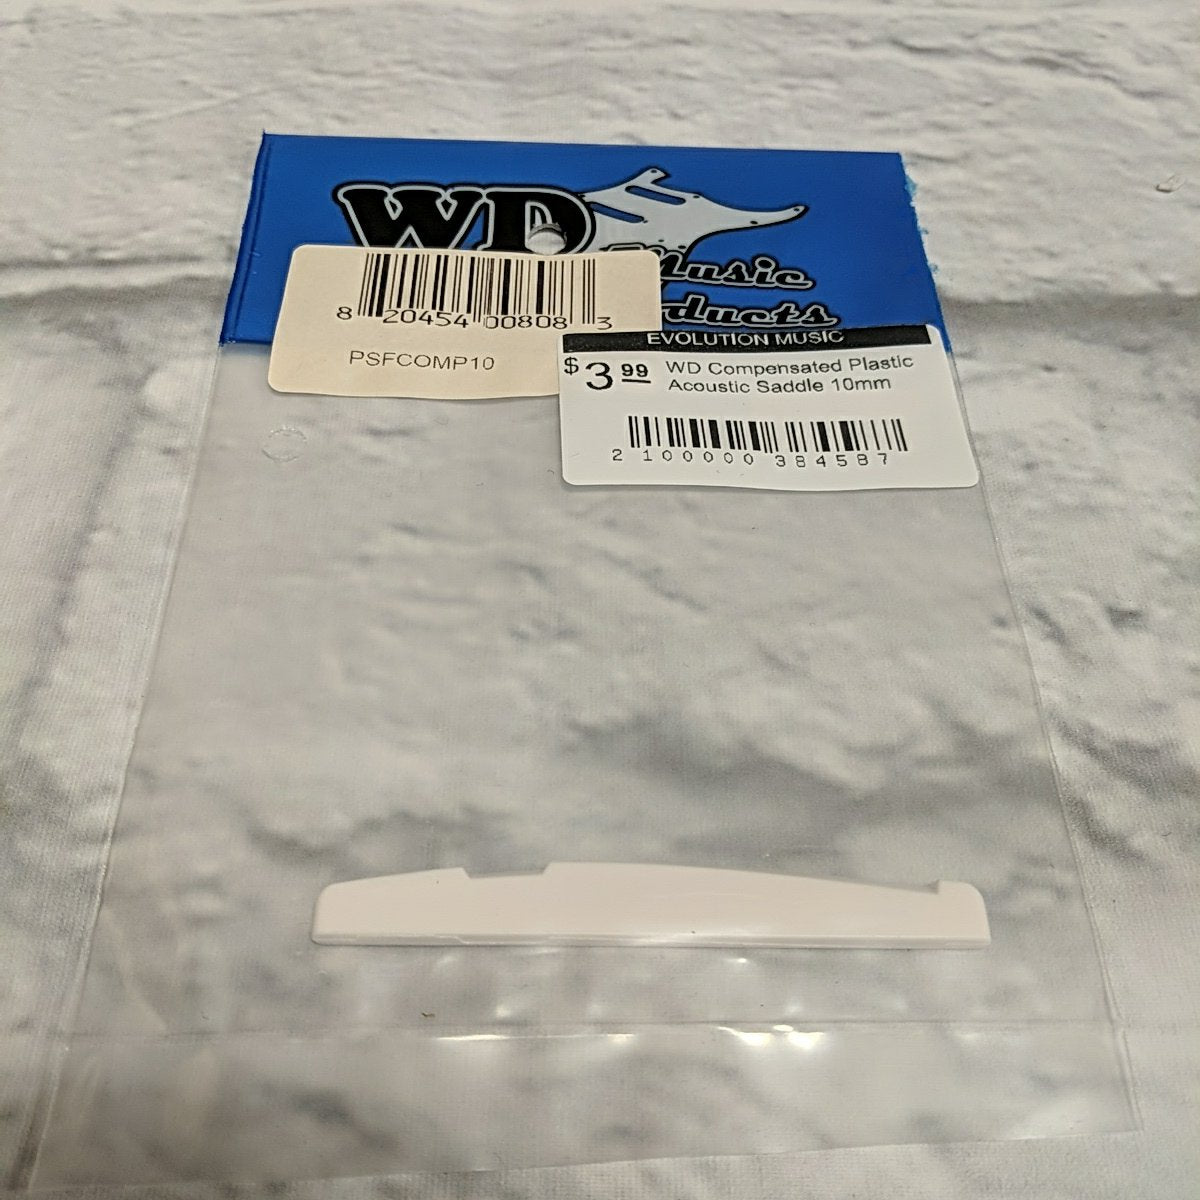 WD
Music
ducts
8 20454 00808 3
PSFCOMP10
EVOLUTION MUSIC
$3.99 WD Compensated Plastic
Acoustic Saddle 10mm
2 100000 384587